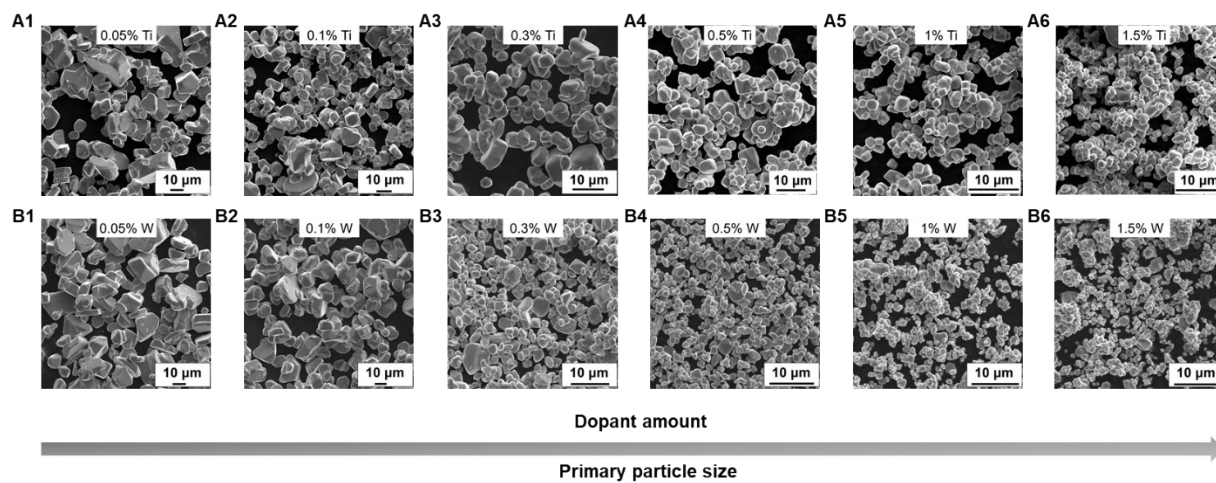 A1 0.05% Ti A2 0.1% Ti A3 0.3% Ti A4 0.5% Ti A5 1% Ti A6 1.5% Ti
10 µm 10 µm 10 µm 10 µm 10 µm 10 µm
B1 0.05% W B2 0.1% W B3 0.3% W B4 0.5% W B5 1% W B6 1.5% W
10 µm 10 µm 10 µm 10 µm 10 µm 10 µm
Dopant amount
Primary particle size